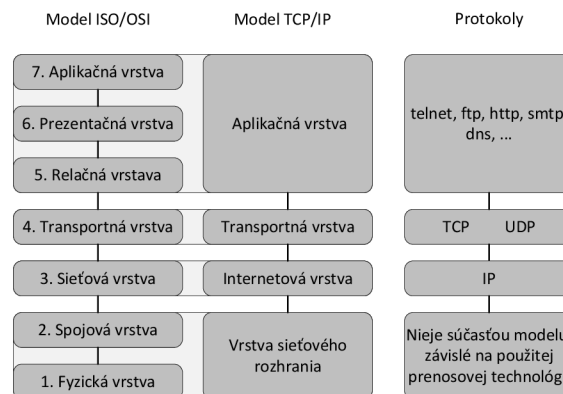 Model ISO/OSI
Model TCP/IP
Protokoly
7. Aplikačná vrstva
6. Prezentačná vrstva
5. Relačná vrstava
4. Transportná vrstva
3. Sieťová vrstva
2. Spojová vrstva
1. Fyzická vrstva
Aplikačná vrstva
Transportná vrstva
Internetová vrstva
Vrstva sieťového
rozhrania
telnet, ftp, http, smtp
dns, ...
TCP UDP
IP
Nieje súčasťou modelu
závislé na použitej
prenosovej